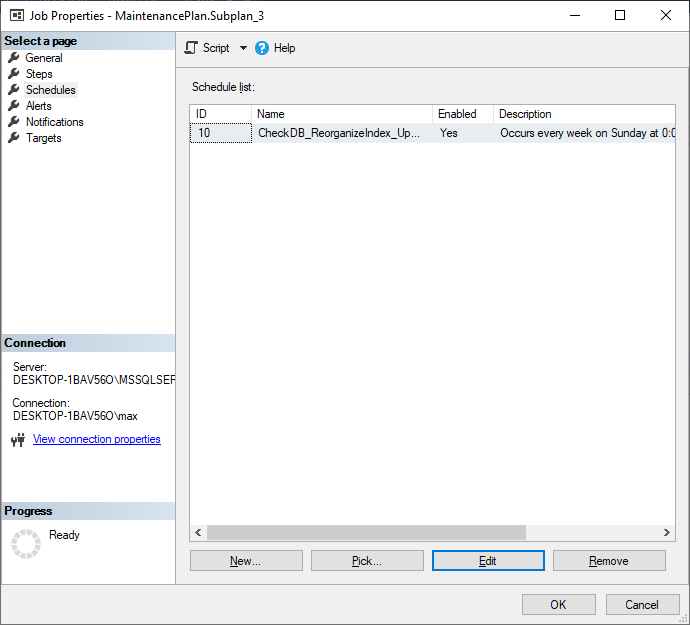 Job Properties - MaintenancePlan.Subplan_3
Select a page
General
Steps
Schedules
Alerts
Notifications
Targets
Connection
Server:
DESKTOP-1BAV56O\MSSQLSER
Connection:
DESKTOP-1BAV56O\max
View connection properties
Progress
Ready
Script Help
Schedule list:
ID Name Enabled Description
10 CheckDB_ReorganizeIndex_Up... Yes Occurs every week on Sunday at 0:0
New... Pick... Edit Remove
OK Cancel